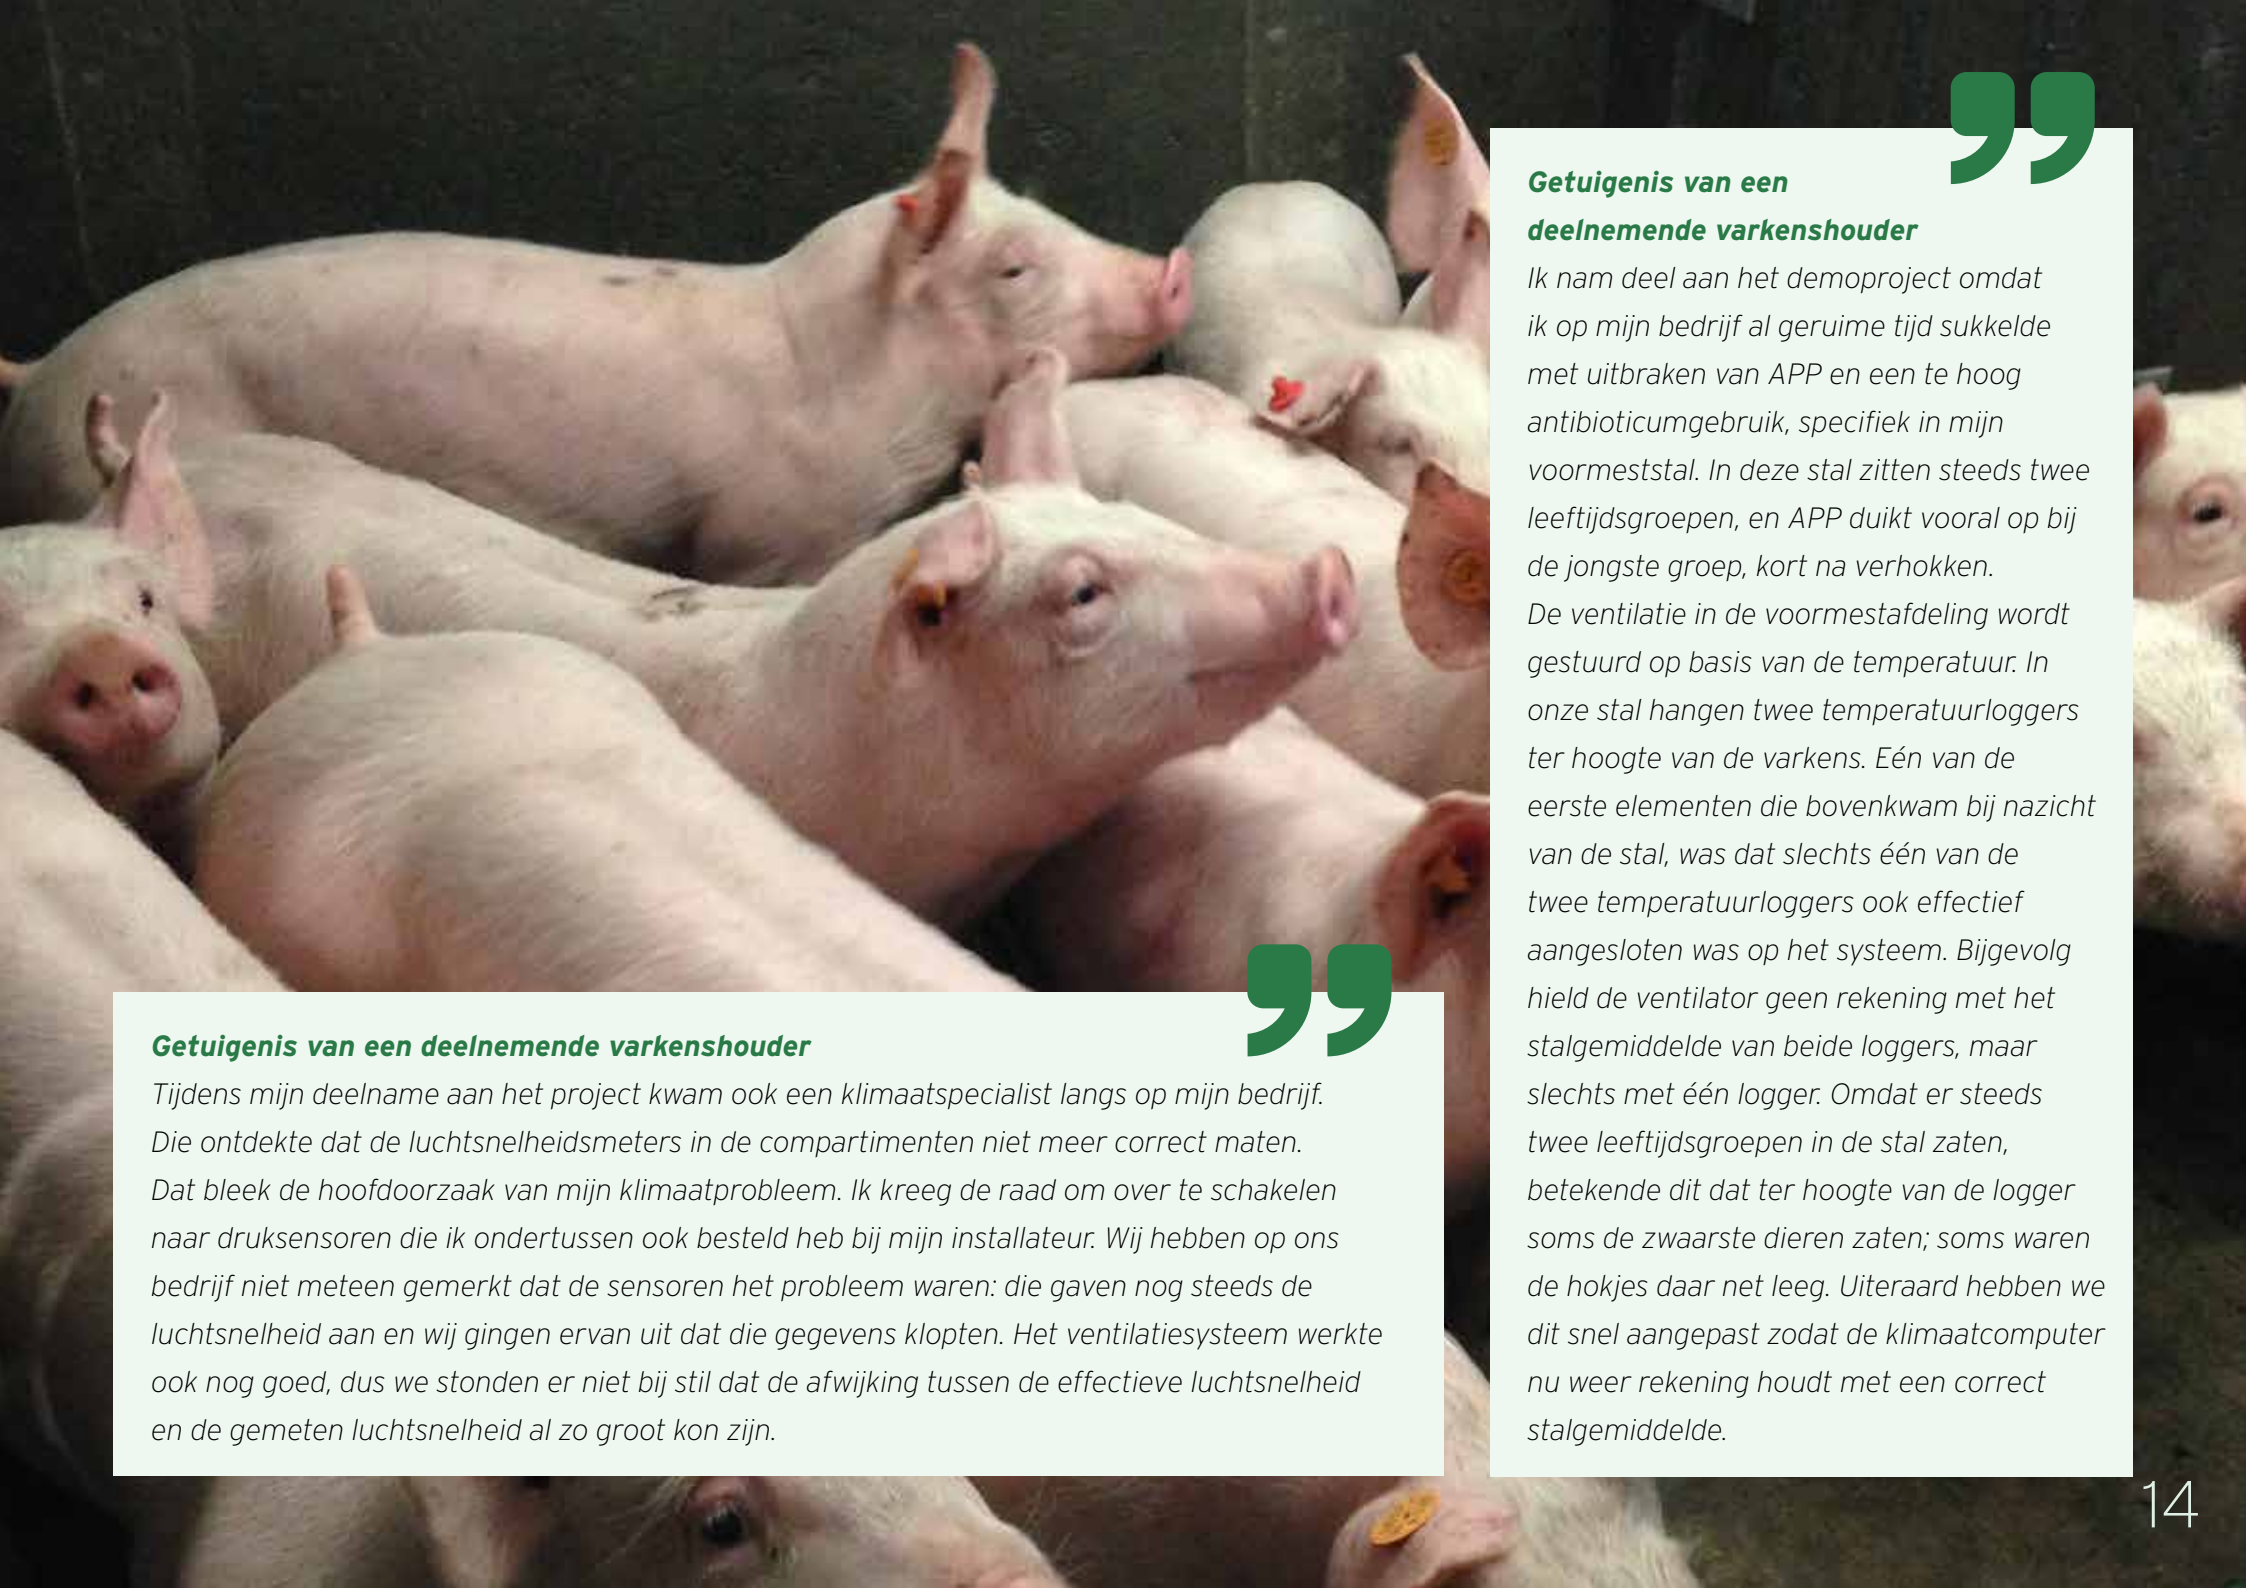 Getuigenis van een deelnemende varkenshouder
Tijdens mijn deelname aan het project kwam ook een klimaatspecialist langs op mijn bedrijf.
Die ontdekte dat de luchtsnelheidsmeters in de compartimenten niet meer correct maten.
Dat bleek de hoofdoorzaak van mijn klimaatprobleem. Ik kreeg de raad om over te schakelen
naar druksensoren die ik ondertussen ook besteld heb bij mijn installateur. Wij hebben op ons
bedrijf niet meteen gemerkt dat de sensoren het probleem waren: die gaven nog steeds de
luchtsnelheid aan en wij gingen ervan uit dat die gegevens klopten. Het ventilatiesysteem werkte
ook nog goed, dus we stonden er niet bij stil dat de afwijking tussen de effectieve luchtsnelheid
en de gemeten luchtsnelheid al zo groot kon zijn.
Getuigenis van een
deelnemende varkenshouder
Ik nam deel aan het demoproject omdat
ik op mijn bedrijf al geruime tijd sukkelde
met uitbraken van APP en een te hoog
antibioticumgebruik, specifiek in mijn
voormeststal. In deze stal zitten steeds twee
leeftijdsgroepen, en APP duikt vooral op bij
de jongste groep, kort na verhokken.
De ventilatie in de voormestafdeling wordt
gestuurd op basis van de temperatuur. In
onze stal hangen twee temperatuurloggers
ter hoogte van de varkens. Eén van de
eerste elementen die bovenkwam bij nazicht
van de stal, was dat slechts één van de
twee temperatuurloggers ook effectief
aangesloten was op het systeem. Bijgevolg
hield de ventilator geen rekening met het
stalgemiddelde van beide loggers, maar
slechts met één logger. Omdat er steeds
twee leeftijdsgroepen in de stal zaten,
betekende dit dat ter hoogte van de logger
soms de zwaarste dieren zaten; soms waren
de hokjes daar net leeg. Uiteraard hebben we
dit snel aangepast zodat de klimaatcomputer
nu weer rekening houdt met een correct
stalgemiddelde.
14